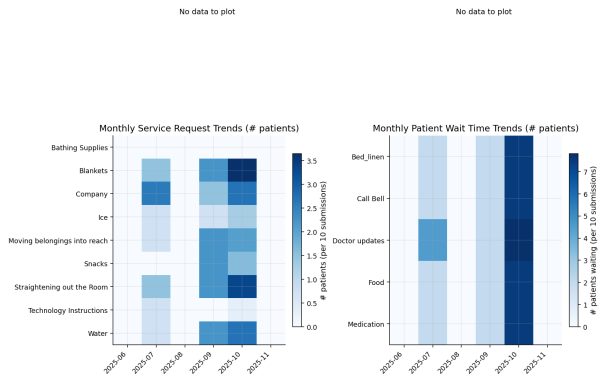 No data to plot
No data to plot
Monthly Service Request Trends (# patients)
Bathing Supplies
Blankets
Company
Ice
Moving belongings into reach
Snacks
Straightening out the Room
Technology Instructions
Water
2025-06
2025-07
2025-08
2025-09
2025-10
2025-11
3.5
3.0
2.5
2.0
1.5
1.0
0.5
0.0
# patients (per 10 submissions)
Monthly Patient Wait Time Trends (# patients)
Bed_linen
Call Bell
Doctor updates
Food
Medication
2025-06
2025-07
2025-08
2025-09
2025-10
2025-11
7
6
5
4
3
2
1
0
# patients waiting (per 10 submissions)